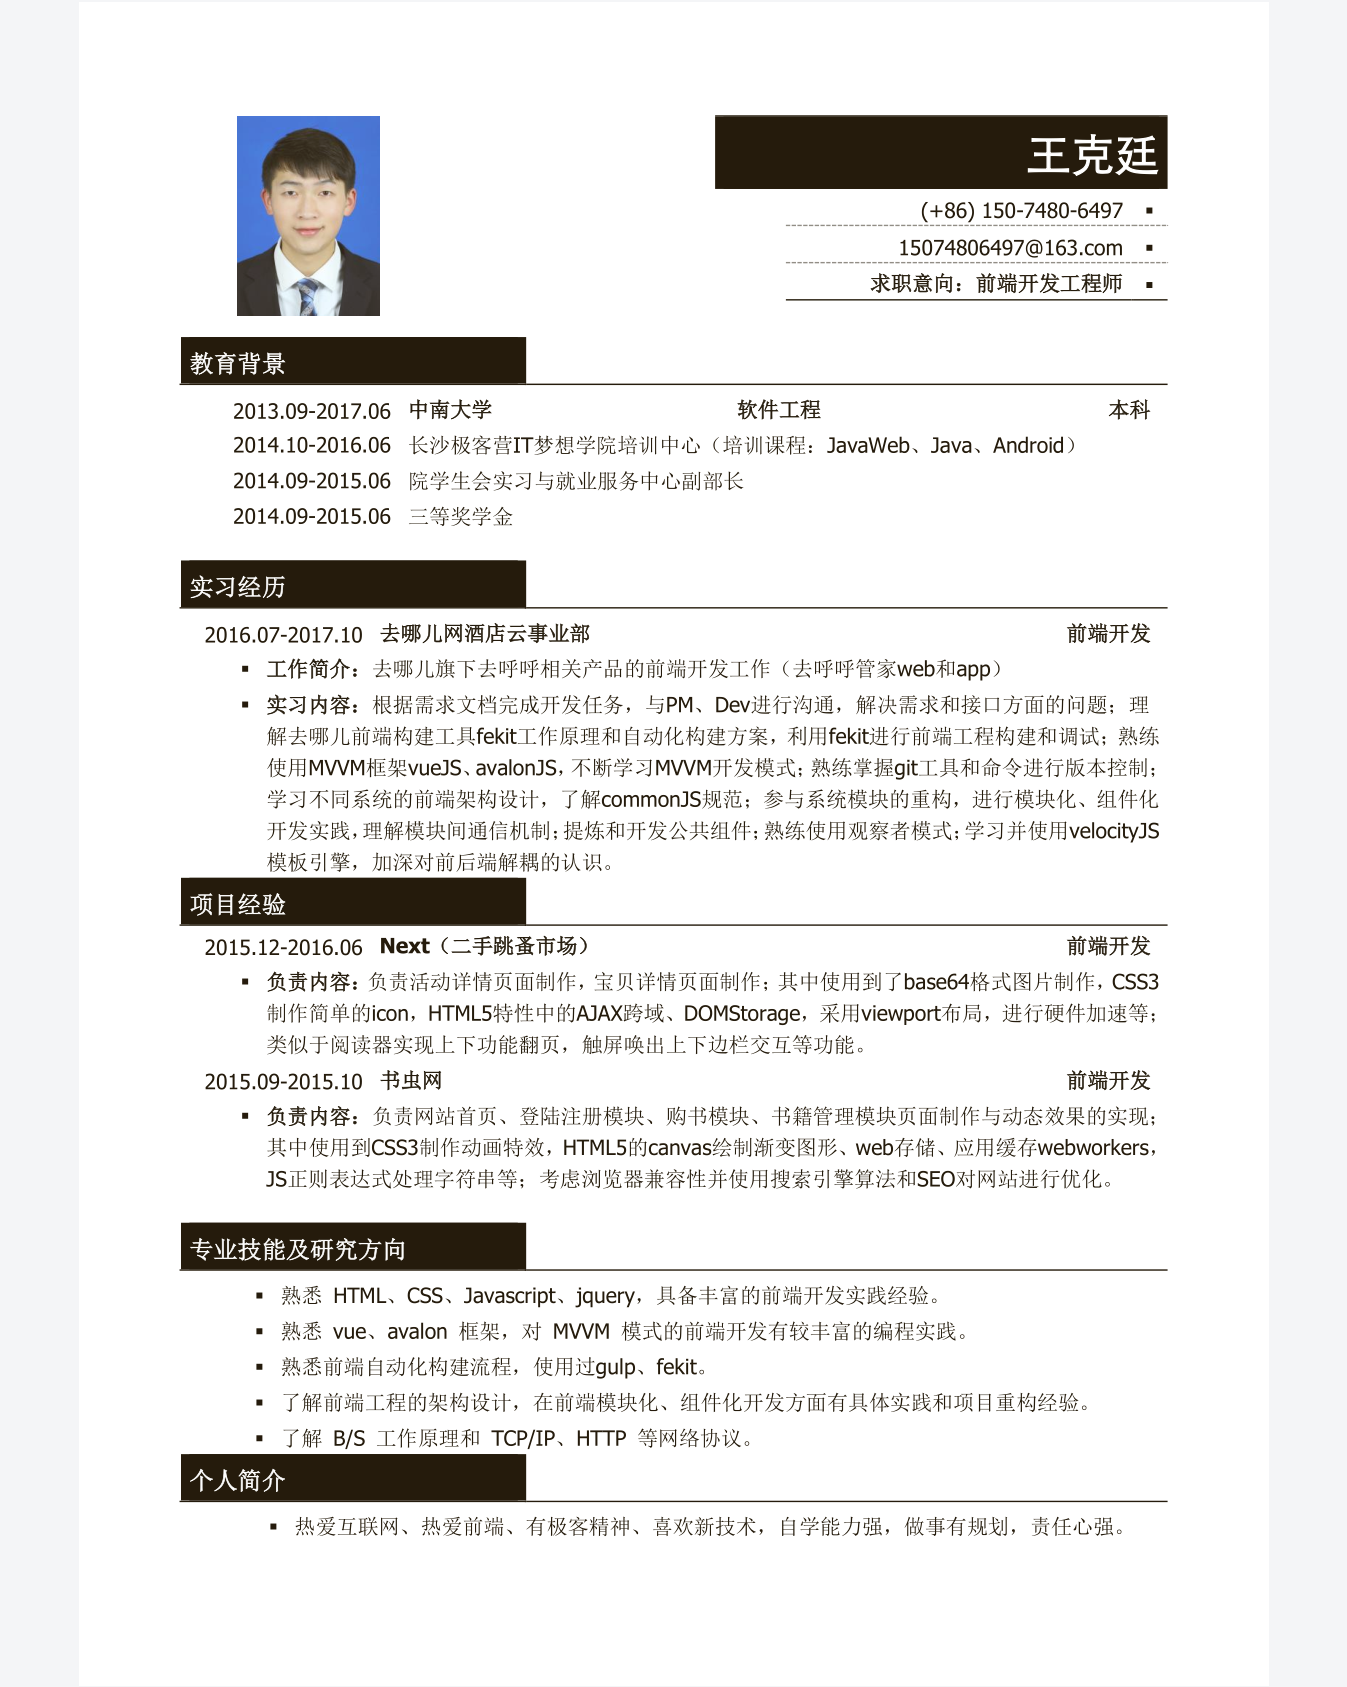 王克廷
(+86) 150-7480-6497 ▪
15074806497@163.com ▪
求职意向：前端开发工程师 ▪
教育背景
2013.09-2017.06 中南大学 软件工程 本科
2014.10-2016.06 长沙极客营IT梦想学院培训中心（培训课程：JavaWeb、Java、Android）
2014.09-2015.06 院学生会实习与就业服务中心副部长
2014.09-2015.06 三等奖学金
实习经历
2016.07-2017.10 去哪儿网酒店云事业部 前端开发
▪ 工作简介：去哪儿旗下去呼呼相关产品的前端开发工作（去呼呼管家web和app）
▪ 实习内容：根据需求文档完成开发任务，与PM、Dev进行沟通，解决需求和接口方面的问题；理
解去哪儿前端构建工具fekit工作原理和自动化构建方案，利用fekit进行前端工程构建和调试；熟练
使用MVVM框架vueJS、avalonJS，不断学习MVVM开发模式；熟练掌握git工具和命令进行版本控制；
学习不同系统的前端架构设计，了解commonJS规范；参与系统模块的重构，进行模块化、组件化
开发实践，理解模块间通信机制；提炼和开发公共组件；熟练使用观察者模式；学习并使用velocityJS
模板引擎，加深对前后端解耦的认识。
项目经验
2015.12-2016.06 Next（二手跳蚤市场） 前端开发
▪ 负责内容：负责活动详情页面制作，宝贝详情页面制作；其中使用到了base64格式图片制作，CSS3
制作简单的icon，HTML5特性中的AJAX跨域、DOMStorage，采用viewport布局，进行硬件加速等；
类似于阅读器实现上下功能翻页，触屏唤出上下边栏交互等功能。
2015.09-2015.10 书虫网 前端开发
▪ 负责内容：负责网站首页、登陆注册模块、购书模块、书籍管理模块页面制作与动态效果的实现；
其中使用到CSS3制作动画特效，HTML5的canvas绘制渐变图形、web存储、应用缓存webworkers，
JS正则表达式处理字符串等；考虑浏览器兼容性并使用搜索引擎算法和SEO对网站进行优化。
专业技能及研究方向
▪ 熟悉 HTML、CSS、Javascript、jquery，具备丰富的前端开发实践经验。
▪ 熟悉 vue、avalon 框架，对 MVVM 模式的前端开发有较丰富的编程实践。
▪ 熟悉前端自动化构建流程，使用过gulp、fekit。
▪ 了解前端工程的架构设计，在前端模块化、组件化开发方面有具体实践和项目重构经验。
▪ 了解 B/S 工作原理和 TCP/IP、HTTP 等网络协议。
个人简介
▪ 热爱互联网、热爱前端、有极客精神、喜欢新技术，自学能力强，做事有规划，责任心强。